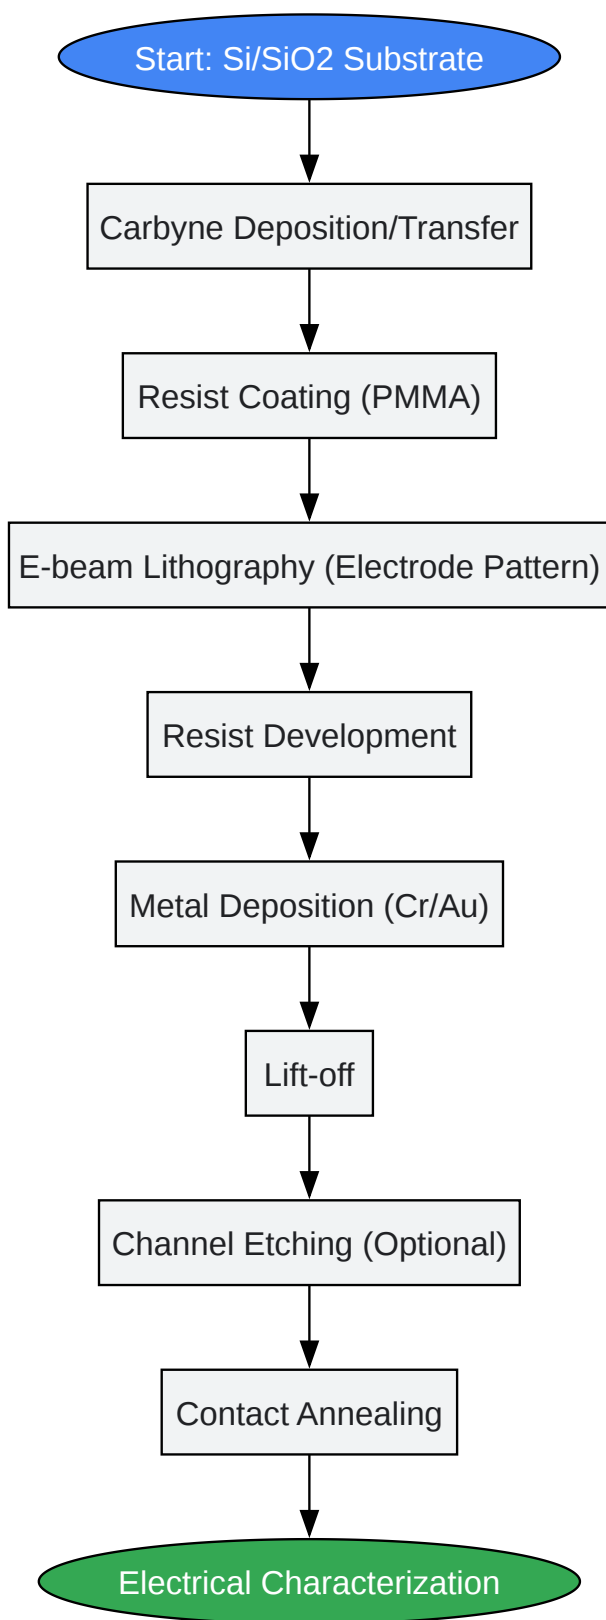 Start: Si/SiO2 Substrate
Carbyne Deposition/Transfer
Resist Coating (PMMA)
E-beam Lithography (Electrode Pattern)
Resist Development
Metal Deposition (Cr/Au)
Lift-off
Channel Etching (Optional)
Contact Annealing
Electrical Characterization